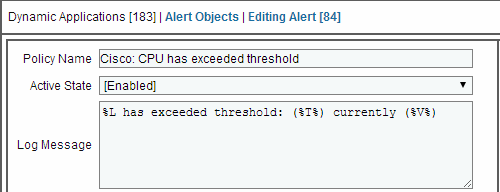 Dynamic Applications [183] | Alert Objects | Editing Alert [84]
Policy Name Cisco: CPU has exceeded threshold
Active State [Enabled]
%L has exceeded threshold: (%T%) currently (%V%)
Log Message